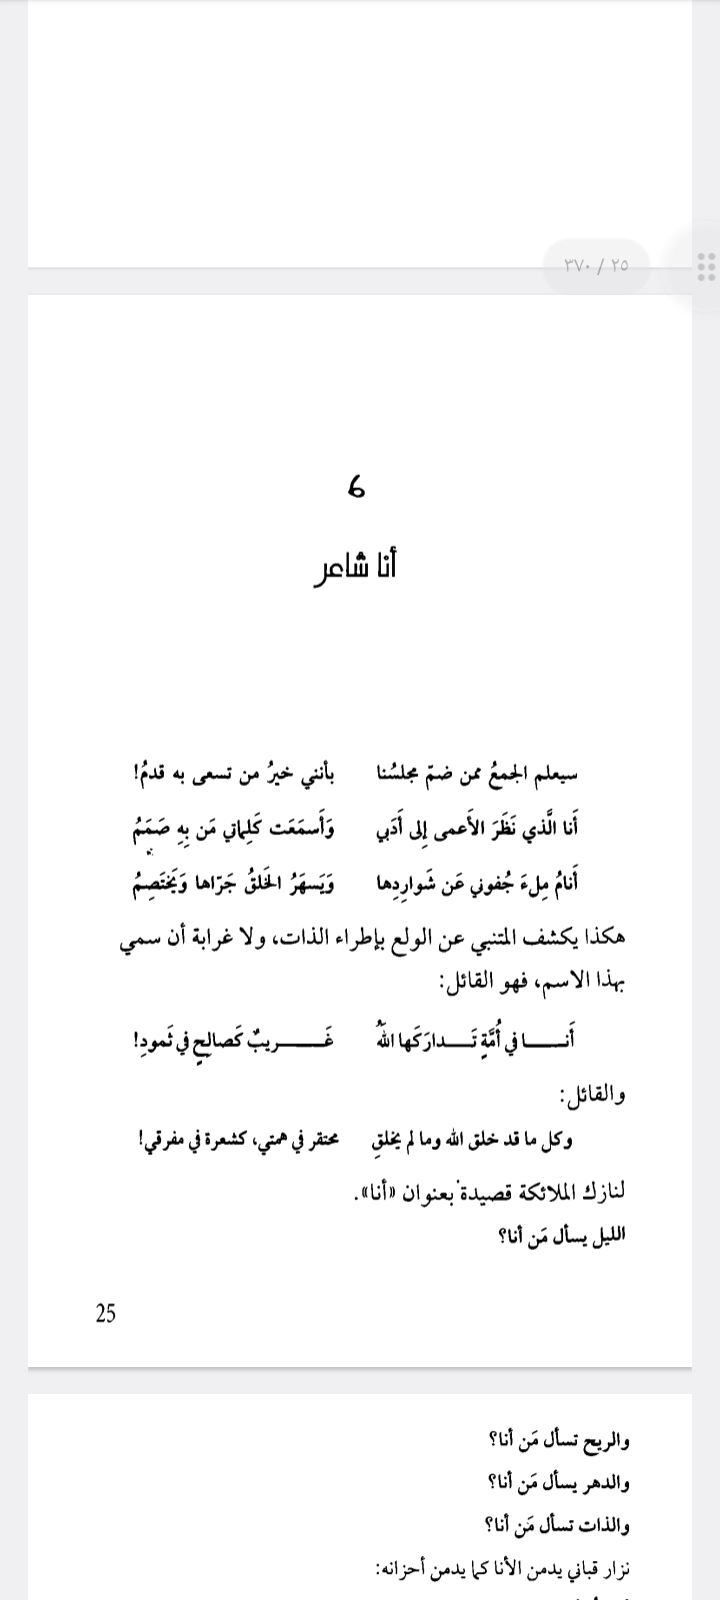 ٢٥ / ٣٧٠
6
أنا شاعر
سيعلم الجمعُ ممن ضمّ مجلسُنا بأنني خيرُ من تسعى به قدمُ!
أَنا الَّذي نَظَرَ الأَعمى إِلى أَدَبي وَأَسمَعَت كَلِماتي مَن بِهِ صَمَمُ
أَنامُ مِلءَ جُفوني عَن شَوارِدِها وَيَسهَرُ الخَلقُ جَرّاها وَيَختَصِمُ
هكذا يكشف المتنبي عن الولع بإطراء الذات، ولا غرابة أن سمي
بهذا الاسم، فهو القائل:
أَنـــا في أُمَّةٍ تَـــدارَكَها اللَهُ غَـــريبٌ كَصالِحٍ في ثَمودِ!
والقائل:
وكل ما قد خلق الله وما لم يخلقِ محتقر في همتي، كشعرة في مفرقي!
لنازك الملائكة قصيدة بعنوان «أنا».
الليل يسأل مَن أنا؟
25
والريح تسأل مَن أنا؟
والدهر يسأل مَن أنا؟
والذات تسأل مَن أنا؟
نزار قباني يدمن الأنا كما يدمن أحزانه: